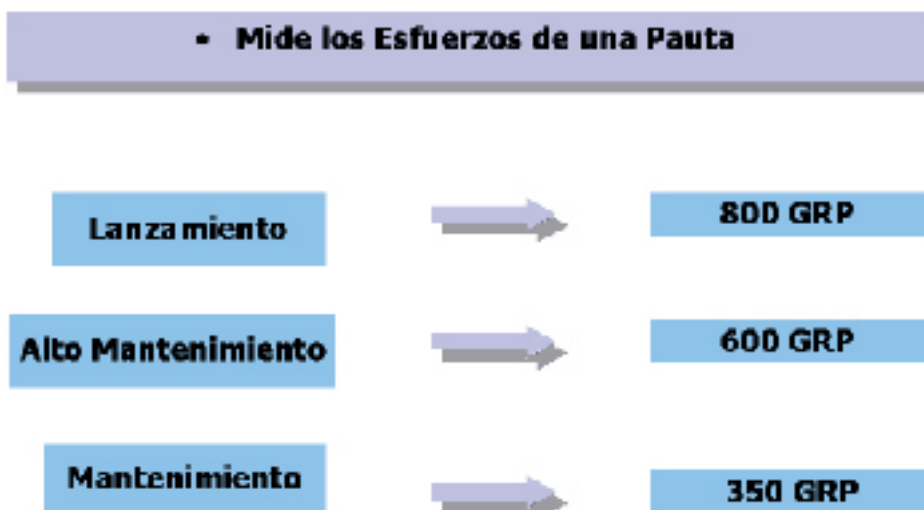 • Mide los Esfuerzos de una Pauta
Lanzamiento
800 GRP
Alto Mantenimiento
600 GRP
Mantenimiento
350 GRP